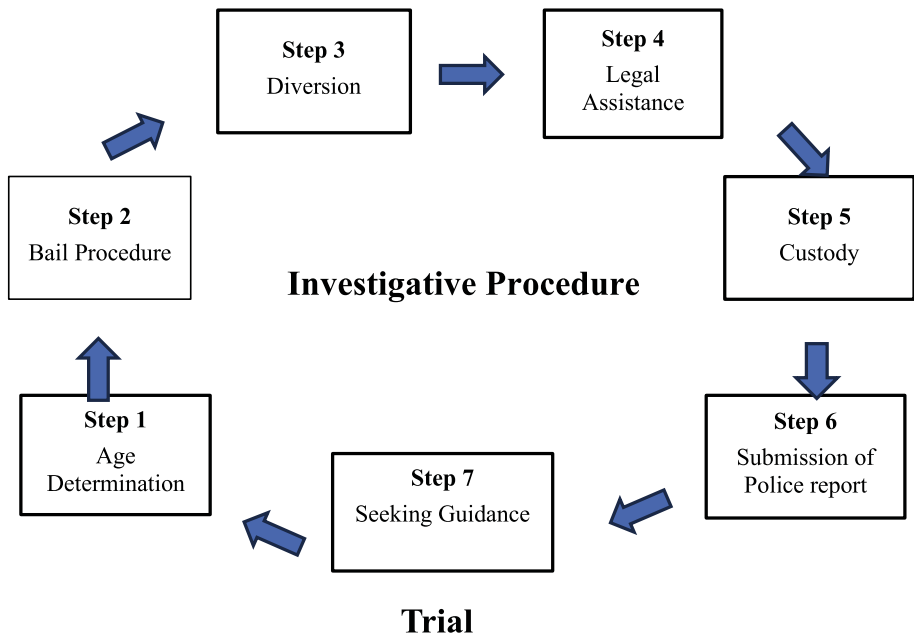 Step 3
Diversion
Step 4
Legal
Assistance
Step 2
Bail Procedure
Step 5
Custody
Investigative Procedure
Step 1
Age
Determination
Step 6
Submission of
Police report
Step 7
Seeking Guidance
Trial